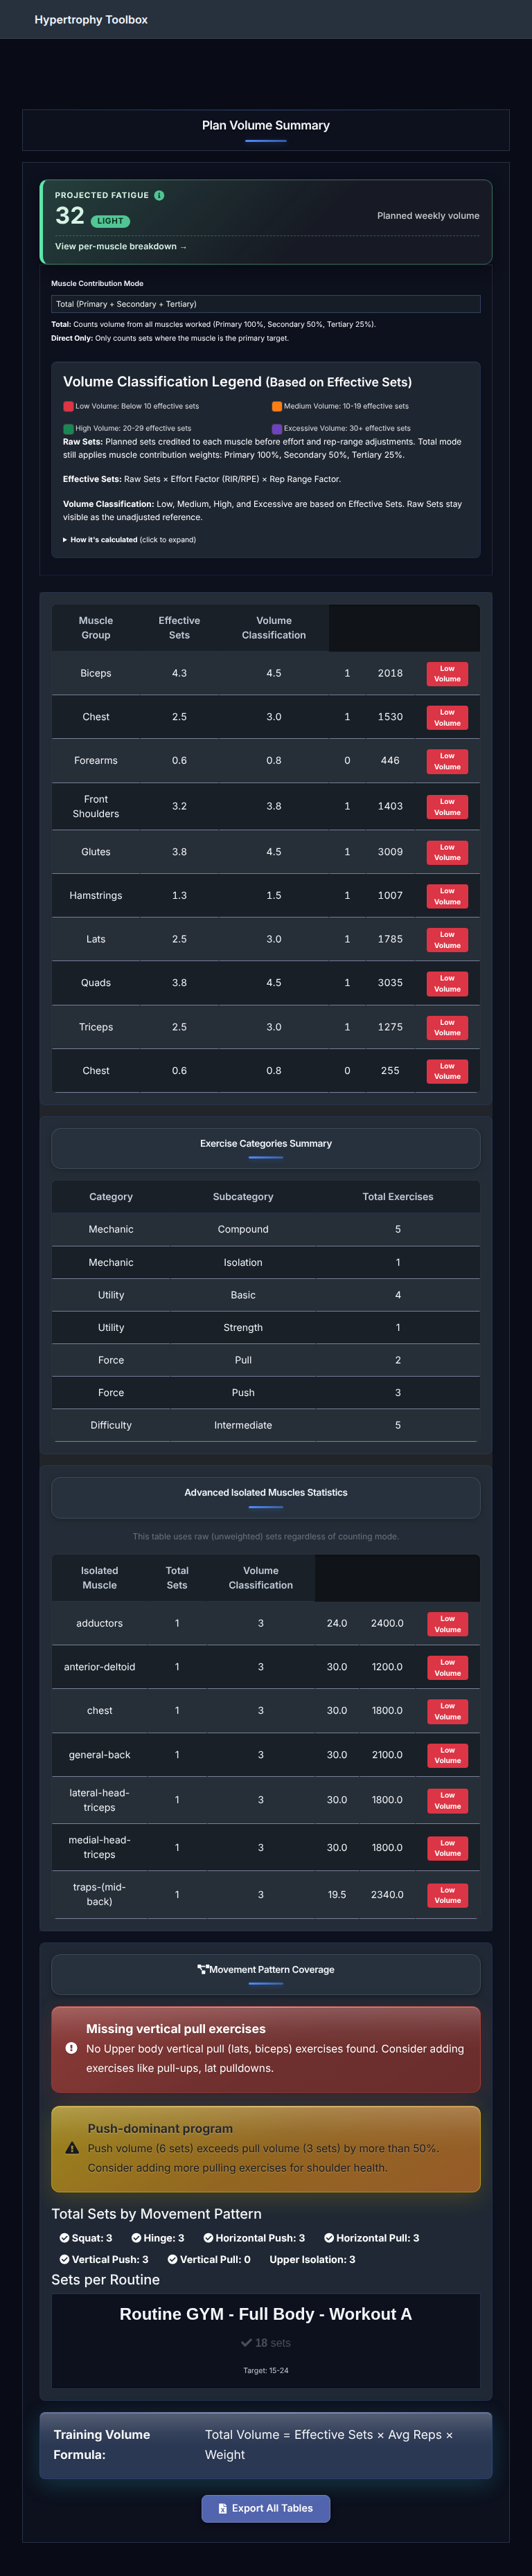 Hypertrophy Toolbox
Plan Volume Summary
PROJECTED FATIGUE
32 LIGHT
Planned weekly volume
View per-muscle breakdown →
Muscle Contribution Mode
Total (Primary + Secondary + Tertiary)
Total: Counts volume from all muscles worked (Primary 100%, Secondary 50%, Tertiary 25%).
Direct Only: Only counts sets where the muscle is the primary target.
Volume Classification Legend (Based on Effective Sets)
Low Volume: Below 10 effective sets
Medium Volume: 10-19 effective sets
High Volume: 20-29 effective sets
Excessive Volume: 30+ effective sets
Raw Sets: Planned sets credited to each muscle before effort and rep-range adjustments. Total mode
still applies muscle contribution weights: Primary 100%, Secondary 50%, Tertiary 25%.
Effective Sets: Raw Sets × Effort Factor (RIR/RPE) × Rep Range Factor.
Volume Classification: Low, Medium, High, and Excessive are based on Effective Sets. Raw Sets stay
visible as the unadjusted reference.
How it's calculated (click to expand)
Muscle Group Effective Sets Volume Classification
Biceps 4.3 4.5 1 2018 Low Volume
Chest 2.5 3.0 1 1530 Low Volume
Forearms 0.6 0.8 0 446 Low Volume
Front Shoulders 3.2 3.8 1 1403 Low Volume
Glutes 3.8 4.5 1 3009 Low Volume
Hamstrings 1.3 1.5 1 1007 Low Volume
Lats 2.5 3.0 1 1785 Low Volume
Quads 3.8 4.5 1 3035 Low Volume
Triceps 2.5 3.0 1 1275 Low Volume
Chest 0.6 0.8 0 255 Low Volume
Exercise Categories Summary
Category Subcategory Total Exercises
Mechanic Compound 5
Mechanic Isolation 1
Utility Basic 4
Utility Strength 1
Force Pull 2
Force Push 3
Difficulty Intermediate 5
Advanced Isolated Muscles Statistics
This table uses raw (unweighted) sets regardless of counting mode.
Isolated Muscle Total Sets Volume Classification
adductors 1 3 24.0 2400.0 Low Volume
anterior-deltoid 1 3 30.0 1200.0 Low Volume
chest 1 3 30.0 1800.0 Low Volume
general-back 1 3 30.0 2100.0 Low Volume
lateral-head-triceps 1 3 30.0 1800.0 Low Volume
medial-head-triceps 1 3 30.0 1800.0 Low Volume
traps-(mid-back) 1 3 19.5 2340.0 Low Volume
Movement Pattern Coverage
Missing vertical pull exercises
No Upper body vertical pull (lats, biceps) exercises found. Consider adding
exercises like pull-ups, lat pulldowns.
Push-dominant program
Push volume (6 sets) exceeds pull volume (3 sets) by more than 50%.
Consider adding more pulling exercises for shoulder health.
Total Sets by Movement Pattern
Squat: 3 Hinge: 3 Horizontal Push: 3 Horizontal Pull: 3
Vertical Push: 3 Vertical Pull: 0 Upper Isolation: 3
Sets per Routine
Routine GYM - Full Body - Workout A
18 sets
Target: 15-24
Training Volume Formula:
Total Volume = Effective Sets × Avg Reps ×
Weight
Export All Tables